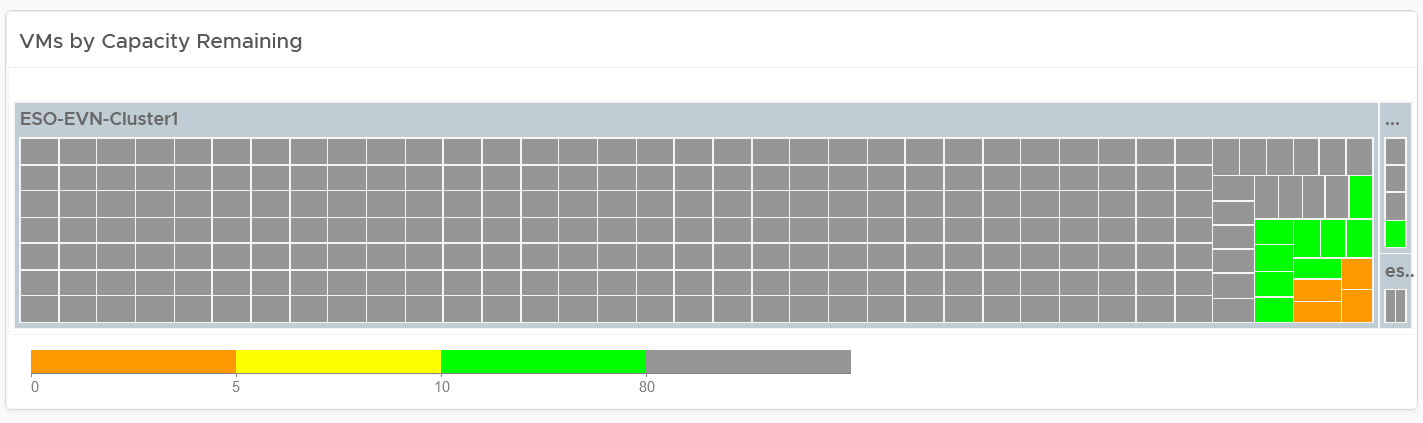 VMs by Capacity Remaining
ESO-EVN-Cluster1
...
es..
0
5
10
80